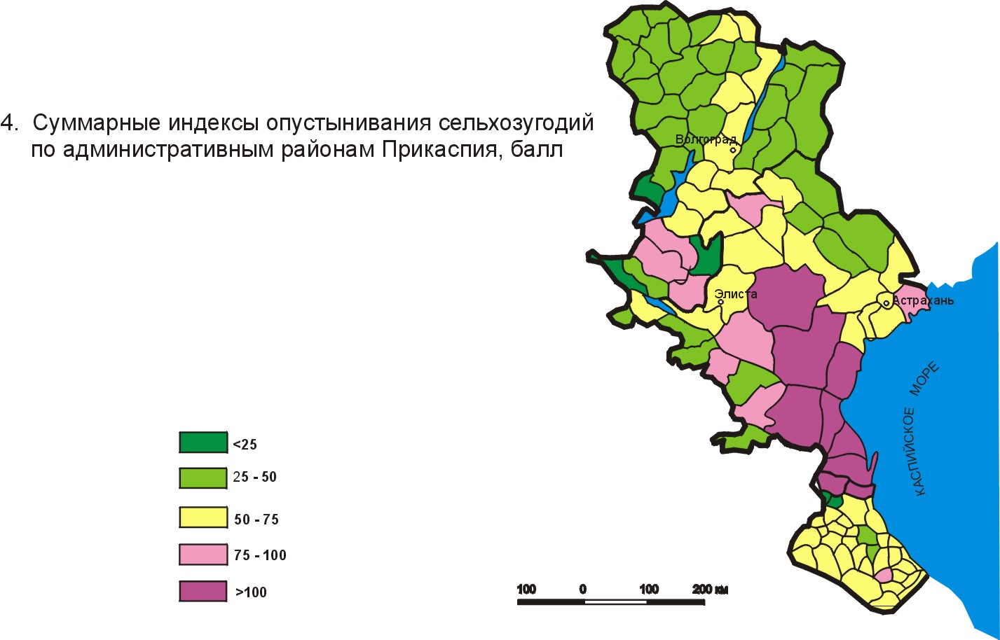 4. Суммарные индексы опустынивания сельхозугодий
по административным районам Прикаспия, балл
Волгоград
Элиста
Астрахань
КАСПИЙСКОЕ МОРЕ
<25
25 - 50
50 - 75
75 - 100
>100
100 0 100 200 км